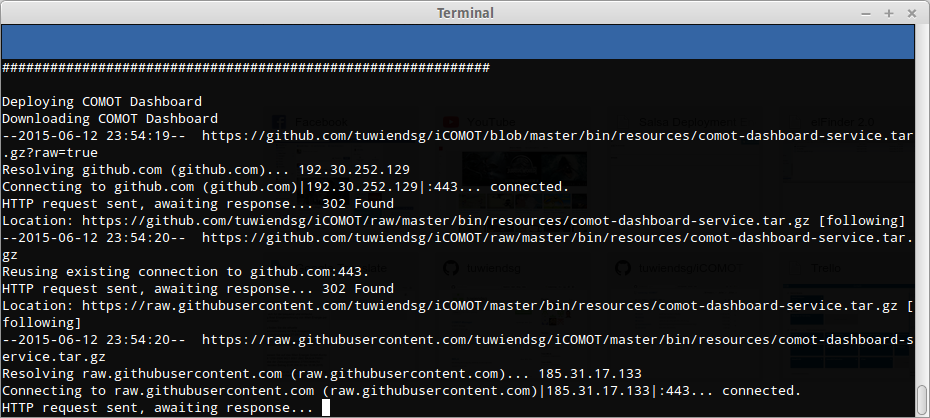 Terminal
#############################################################
Deploying COMOT Dashboard
Downloading COMOT Dashboard
--2015-06-12 23:54:19--  https://github.com/tuwiendsg/iCOMOT/blob/master/bin/resources/comot-dashboard-service.tar
.gz?raw=true
Resolving github.com (github.com)... 192.30.252.129
Connecting to github.com (github.com)|192.30.252.129|:443... connected.
HTTP request sent, awaiting response... 302 Found
Location: https://github.com/tuwiendsg/iCOMOT/raw/master/bin/resources/comot-dashboard-service.tar.gz [following]
--2015-06-12 23:54:20--  https://github.com/tuwiendsg/iCOMOT/raw/master/bin/resources/comot-dashboard-service.tar.
gz
Reusing existing connection to github.com:443.
HTTP request sent, awaiting response... 302 Found
Location: https://raw.githubusercontent.com/tuwiendsg/iCOMOT/master/bin/resources/comot-dashboard-service.tar.gz [
following]
--2015-06-12 23:54:20--  https://raw.githubusercontent.com/tuwiendsg/iCOMOT/master/bin/resources/comot-dashboard-s
ervice.tar.gz
Resolving raw.githubusercontent.com (raw.githubusercontent.com)... 185.31.17.133
Connecting to raw.githubusercontent.com (raw.githubusercontent.com)|185.31.17.133|:443... connected.
HTTP request sent, awaiting response...
Facebook
YouTube
tuwiendsg
Trello